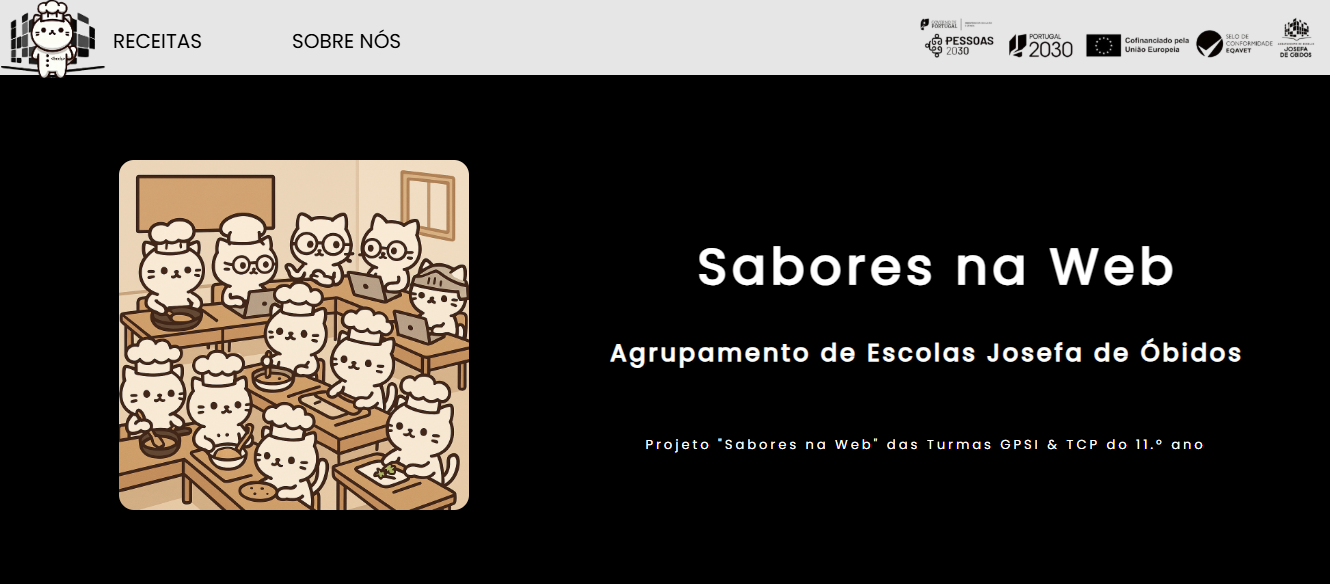 RECEITAS
SOBRE NÓS
PORTUGAL
PESSOAS
2030
PORTUGAL
2030
Cofinanciado pela
União Europeia
SELO DE
CONFORMIDADE
EQAVET
JOSEFA
DE ÓBIDOS
Sabores na Web
Agrupamento de Escolas Josefa de Óbidos
Projeto "Sabores na Web" das Turmas GPSI & TCP do 11.º ano